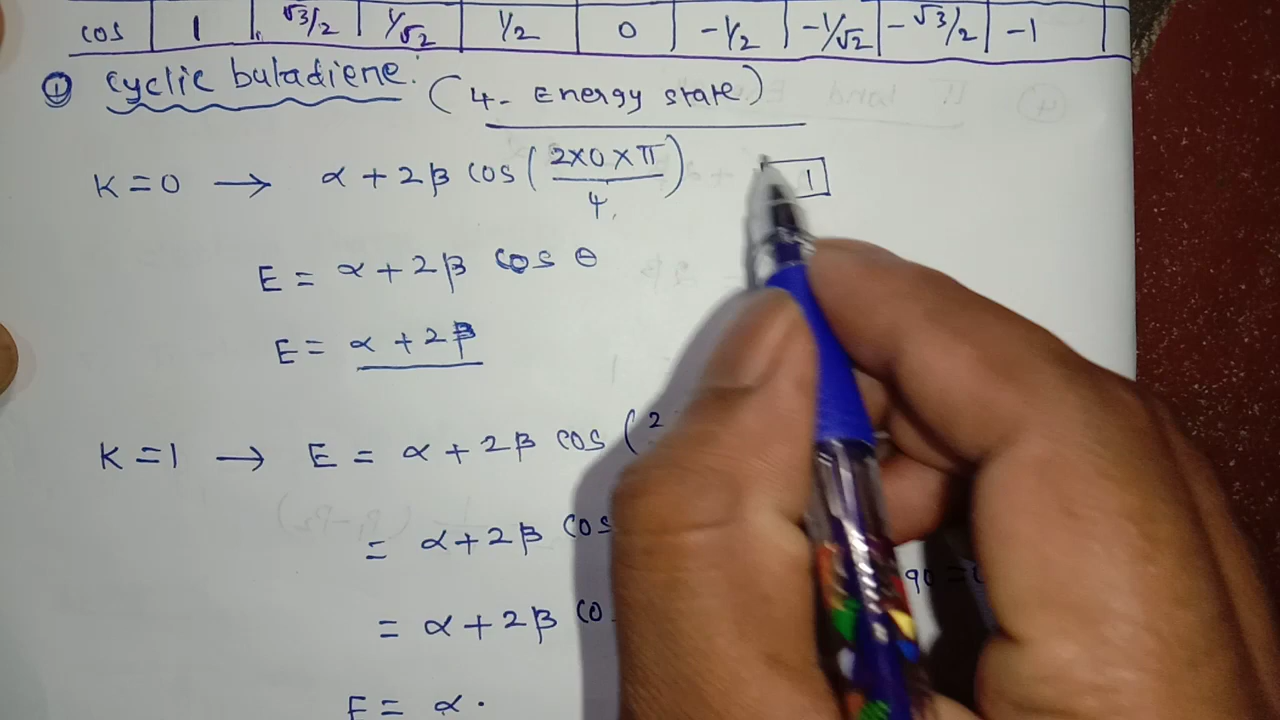 cos 1 √3/2 1/√2 1/2 0 -1/2 -1/√2 -√3/2 -1
① cyclic butadiene. (4- Energy state)
K=0 → α+2β cos(2×0×π/4) 1
E= α+2β cos θ
E= α+2β
K=1 → E = α+2β cos(2
= α+2β cos
90=
= α+2β co
E= α.